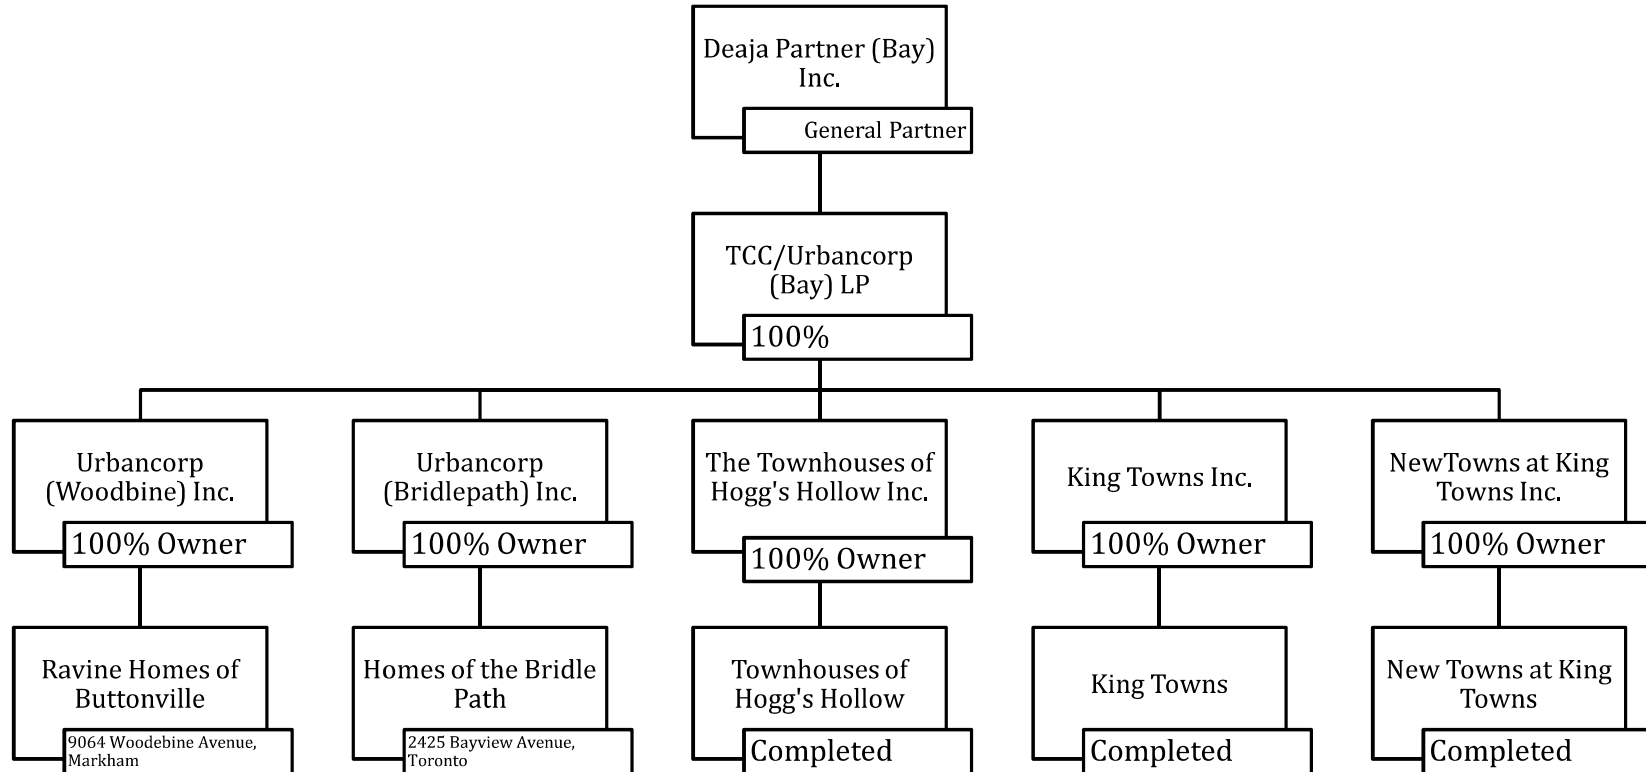 Deaja Partner (Bay)
Inc.
General Partner
TCC/Urbancorp
(Bay) LP
100%
Urbancorp
(Woodbine) Inc.
100% Owner
Urbancorp
(Bridlepath) Inc.
100% Owner
The Townhouses of
Hogg's Hollow Inc.
100% Owner
King Towns Inc.
100% Owner
NewTowns at King
Towns Inc.
100% Owner
Ravine Homes of
Buttonville
9064 Woodebine Avenue,
Markham
Homes of the Bridle
Path
2425 Bayview Avenue,
Toronto
Townhouses of
Hogg's Hollow
Completed
King Towns
Completed
New Towns at King
Towns
Completed